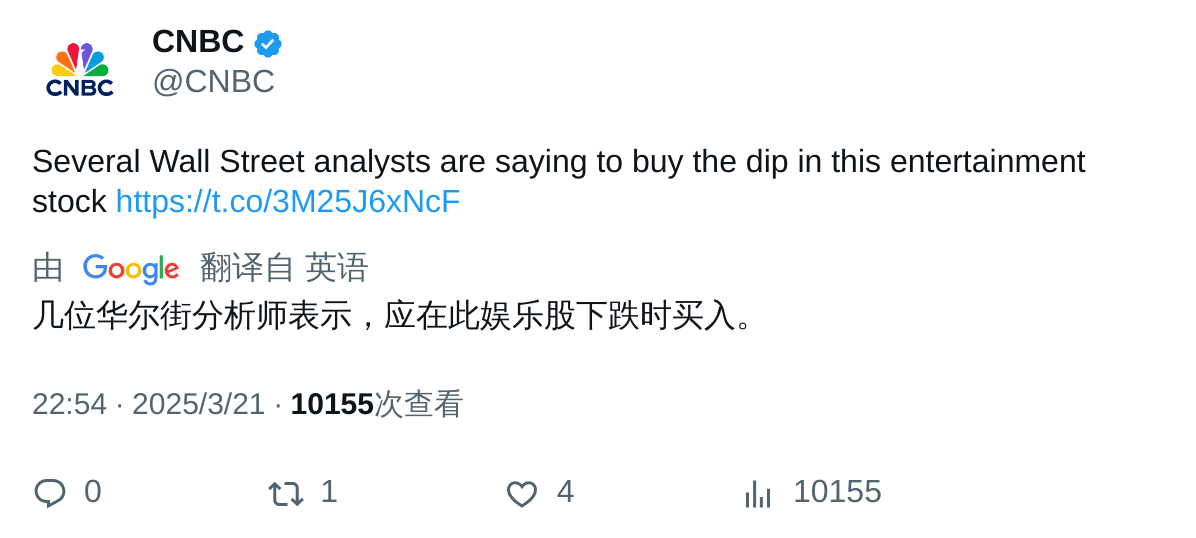 CNBC
@CNBC
CNBC
Several Wall Street analysts are saying to buy the dip in this entertainment
stock https://t.co/3M25J6xNcF
由 Google 翻译自 英语
几位华尔街分析师表示，应在此娱乐股下跌时买入。
22:54 · 2025/3/21 · 10155次查看
0 1 4 10155